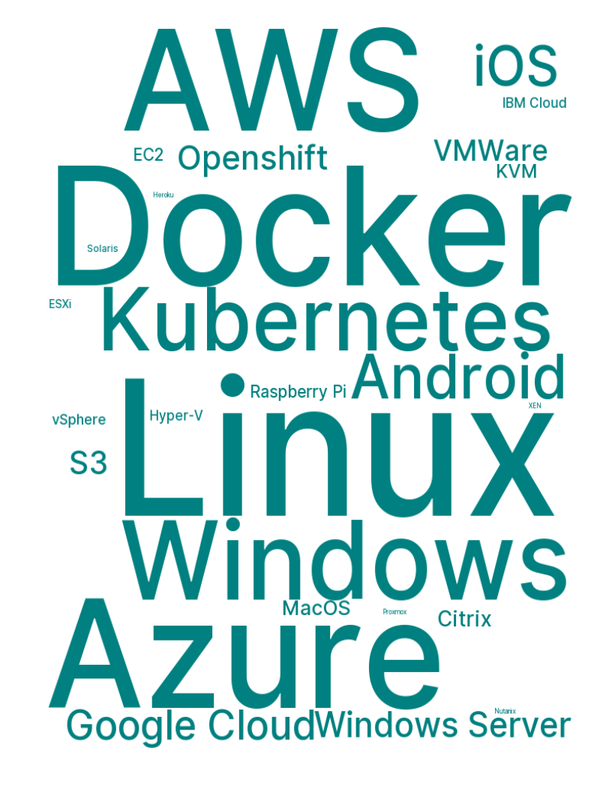 AWS
iOS
IBM Cloud
EC2
Openshift
VMWare
KVM
Heroku
Docker
Solaris
ESXi
Kubernetes
Android
Raspberry Pi
XEN
Linux
vSphere
Hyper-V
S3
Windows
MacOS
Proxmox
Citrix
Azure
Nutanix
Google Cloud
Windows Server